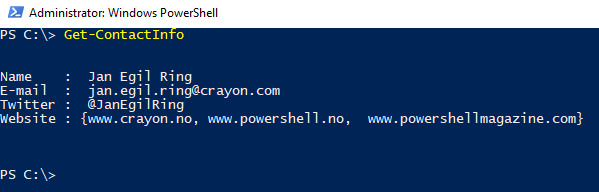 Administrator: Windows PowerShell
PS C:\> Get-ContactInfo
Name    :  Jan Egil Ring
E-mail  :  jan.egil.ring@crayon.com
Twitter :  @JanEgilRing
Website : {www.crayon.no, www.powershell.no,  www.powershellmagazine.com}
PS C:\>